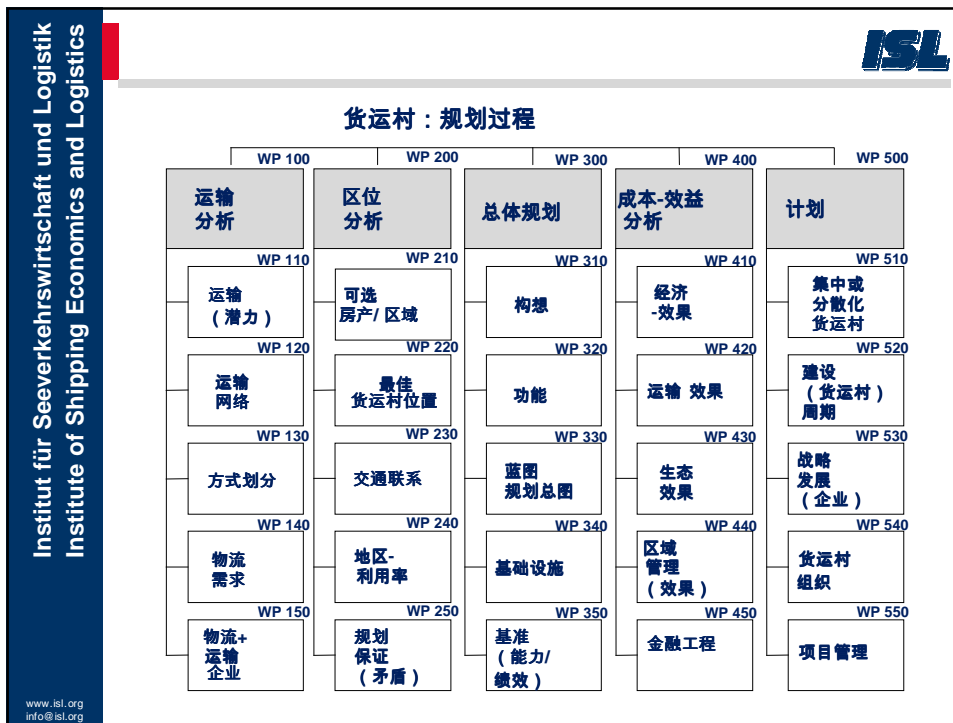 Institut für Seeverkehrswirtschaft und Logistik
Institute of Shipping Economics and Logistics
ISL
货运村：规划过程
WP 100
运输
分析
WP 110
运输
（潜力）
WP 120
运输
网络
WP 130
方式划分
WP 140
物流
需求
WP 150
物流+
运输
企业
WP 200
区位
分析
WP 210
可选
房产/ 区域
WP 220
最佳
货运村位置
WP 230
交通联系
WP 240
地区-
利用率
WP 250
规划
保证
（矛盾）
WP 300
总体规划
WP 310
构想
WP 320
功能
WP 330
蓝图
规划总图
WP 340
基础设施
WP 350
基准
（能力/
绩效）
WP 400
成本-效益
分析
WP 410
经济
-效果
WP 420
运输 效果
WP 430
生态
效果
WP 440
区域
管理
（效果）
WP 450
金融工程
WP 500
计划
WP 510
集中或
分散化
货运村
WP 520
建设
（货运村）
周期
WP 530
战略
发展
（企业）
WP 540
货运村
组织
WP 550
项目管理
www.isl.org
info@isl.org